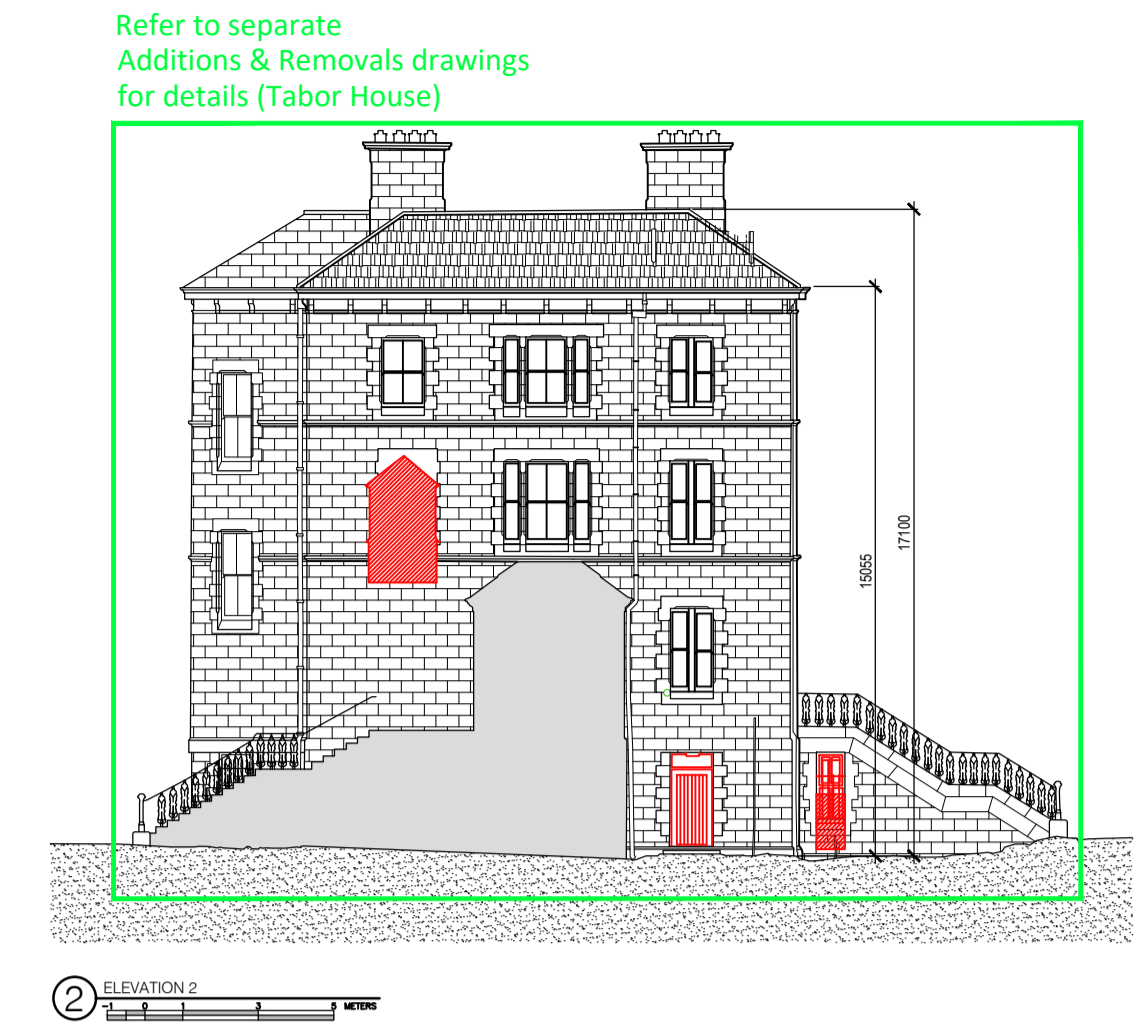 Refer to separate
Additions & Removals drawings
for details (Tabor House)
17100
15055
2
ELEVATION 2
-1 0 1 3 5 METERS